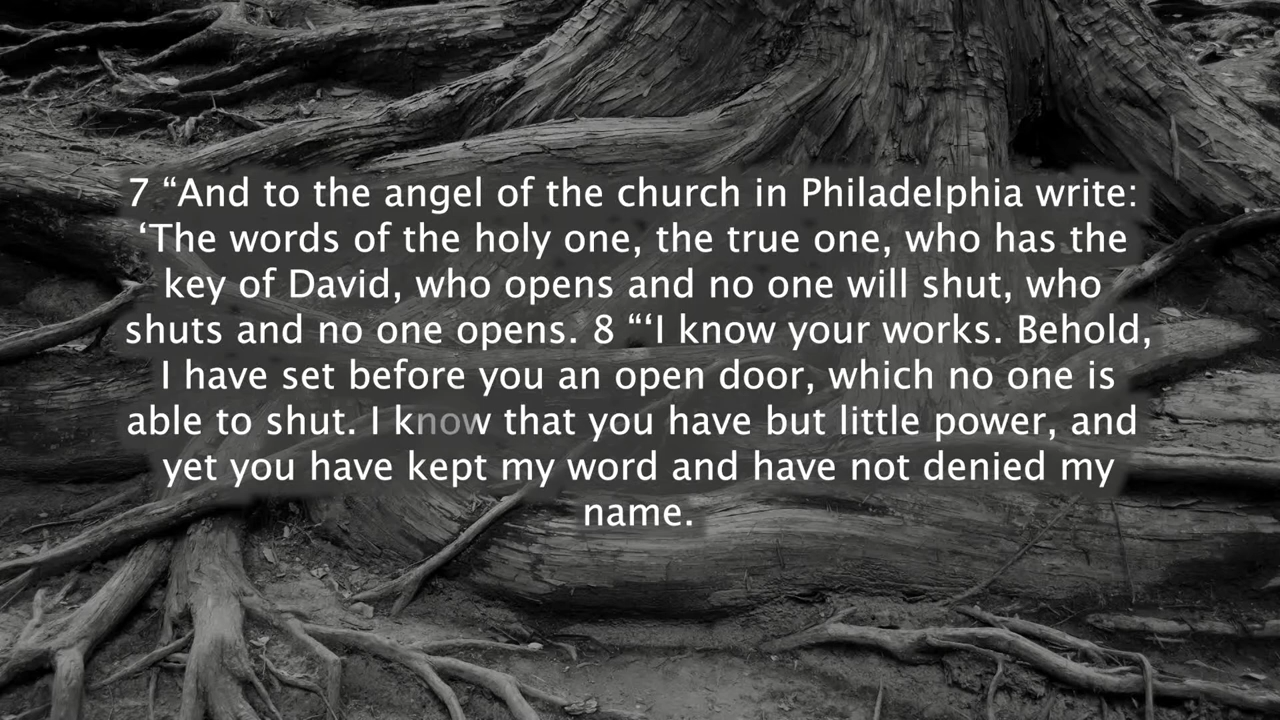 7 “And to the angel of the church in Philadelphia write:
‘The words of the holy one, the true one, who has the
key of David, who opens and no one will shut, who
shuts and no one opens. 8 “‘I know your works. Behold,
I have set before you an open door, which no one is
able to shut. I know that you have but little power, and
yet you have kept my word and have not denied my
name.